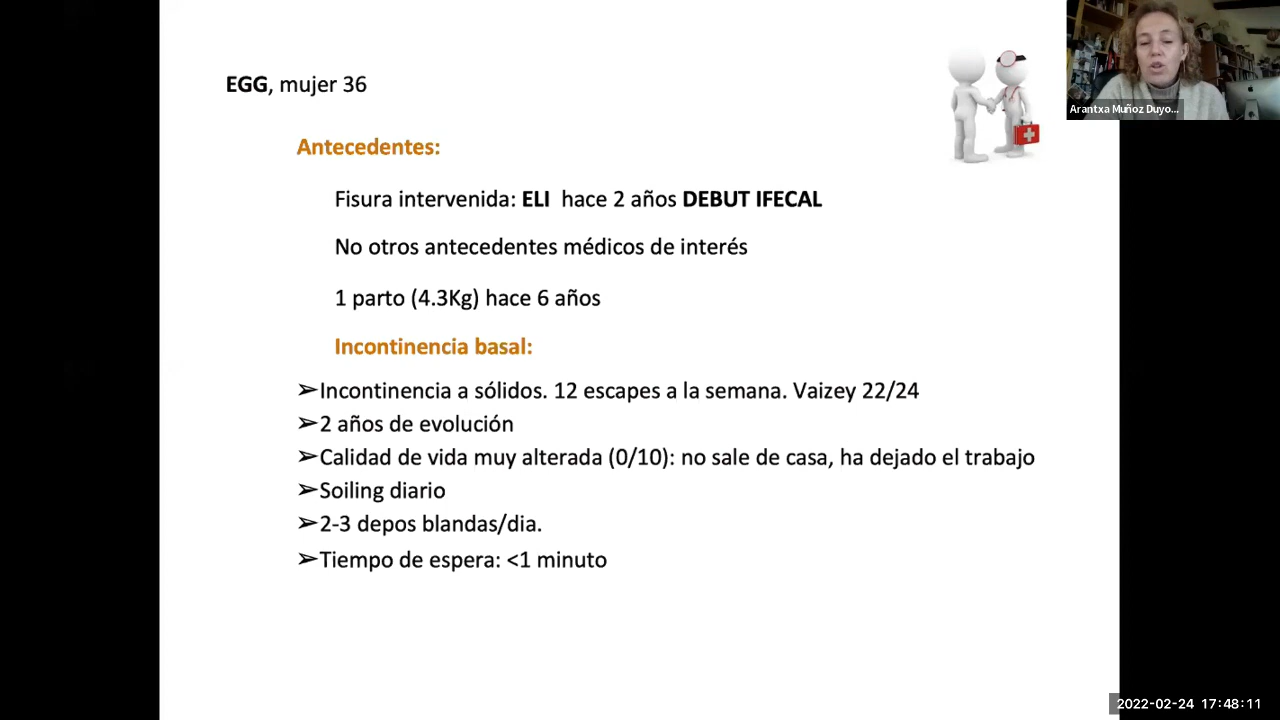 EGG, mujer 36
Antecedentes:
Fisura intervenida: ELI hace 2 años DEBUT IFECAL
No otros antecedentes médicos de interés
1 parto (4.3Kg) hace 6 años
Incontinencia basal:
➢Incontinencia a sólidos. 12 escapes a la semana. Vaizey 22/24
➢2 años de evolución
➢Calidad de vida muy alterada (0/10): no sale de casa, ha dejado el trabajo
➢Soiling diario
➢2-3 depos blandas/dia.
➢Tiempo de espera: <1 minuto
Arantxa Muñoz Duyo...
2022-02-24 17:48:11